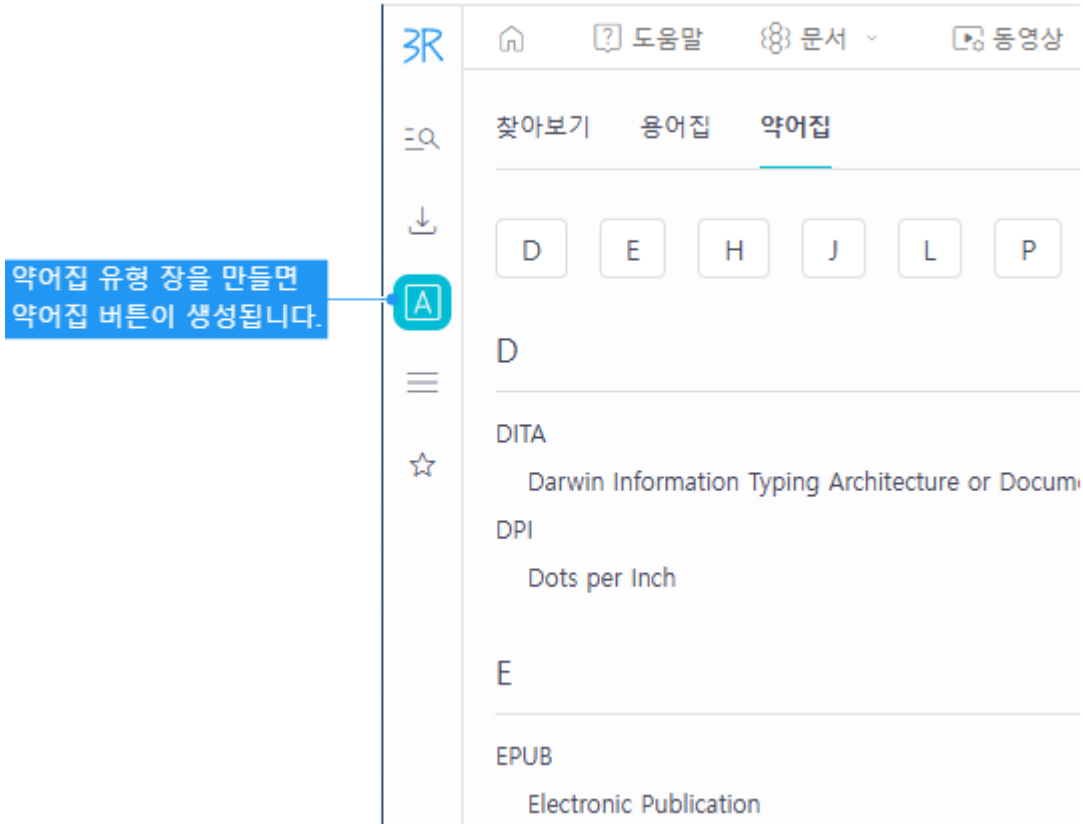 3R
도움말 문서 동영상
찾아보기 용어집 약어집
D E H J L P
약어집 유형 장을 만들면
약어집 버튼이 생성됩니다.
A
D
DITA
Darwin Information Typing Architecture or Docum
DPI
Dots per Inch
E
EPUB
Electronic Publication